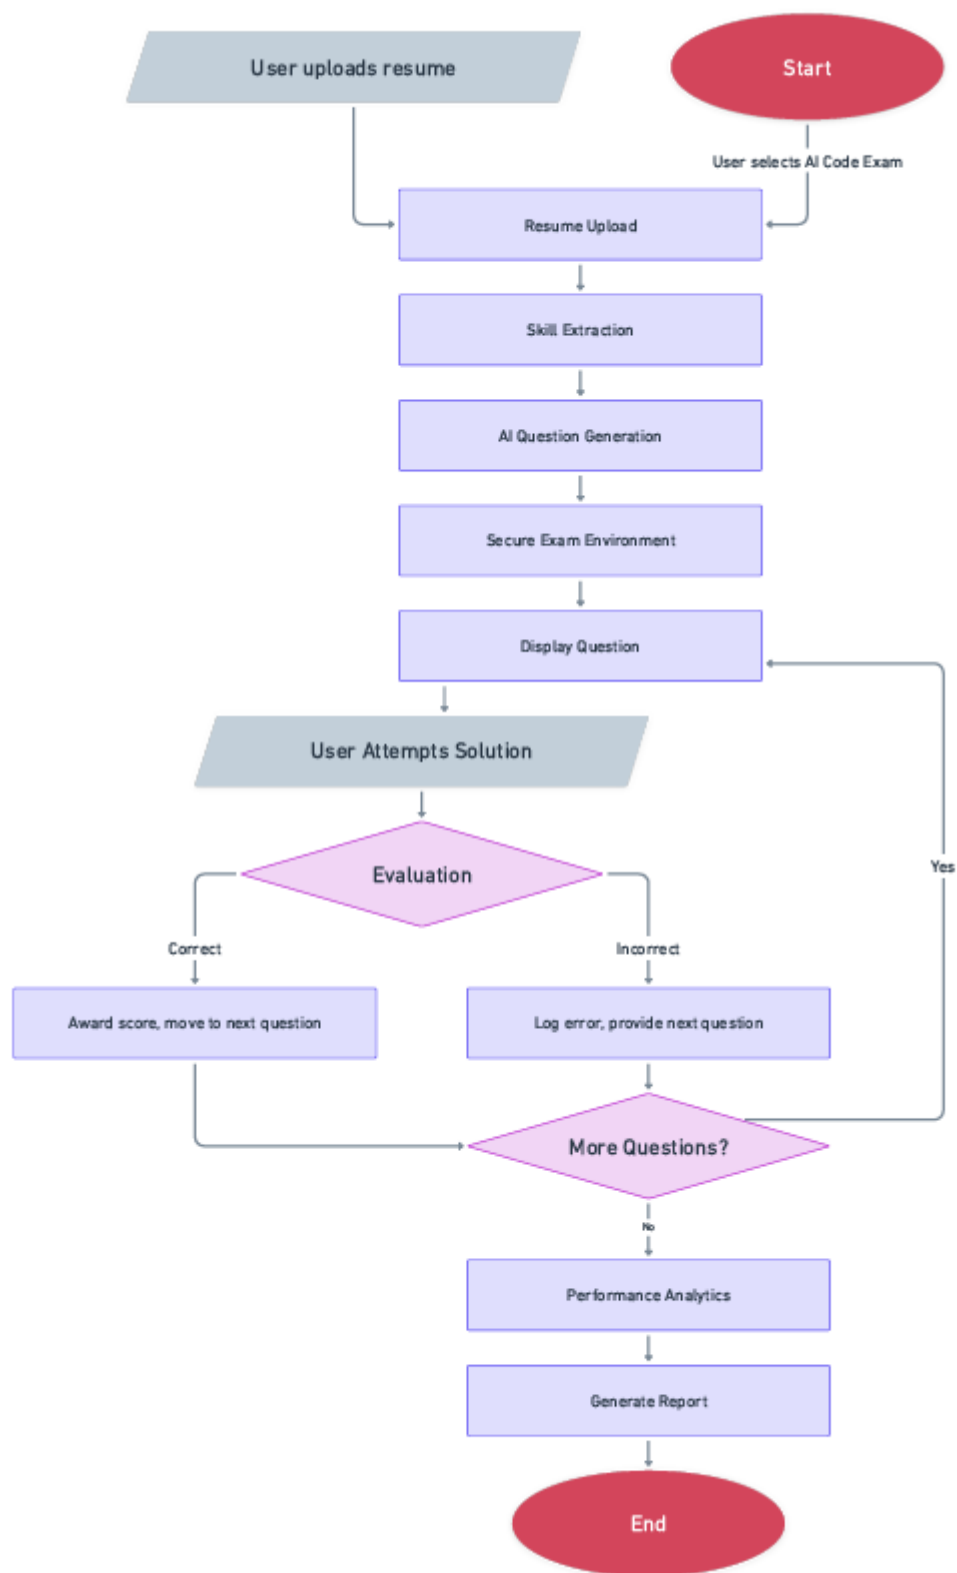 User uploads resume
Start
User selects AI Code Exam
Resume Upload
Skill Extraction
AI Question Generation
Secure Exam Environment
Display Question
User Attempts Solution
Evaluation
Yes
Correct
Incorrect
Award score, move to next question
Log error, provide next question
More Questions?
No
Performance Analytics
Generate Report
End